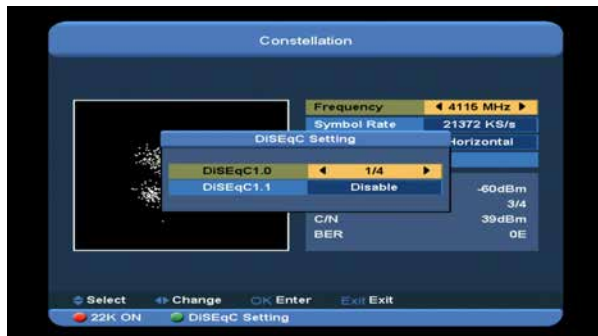 Constellation
Frequency 4116 MHz
Symbol Rate 21372 KS/s
Horizontal
DiSEqC Setting
DiSEqC1.0 1/4
DiSEqC1.1 Disable
-60dBm
3/4
C/N 39dBm
BER 0E
Select Change OK Enter Exit Exit
22K ON DiSEqC Setting